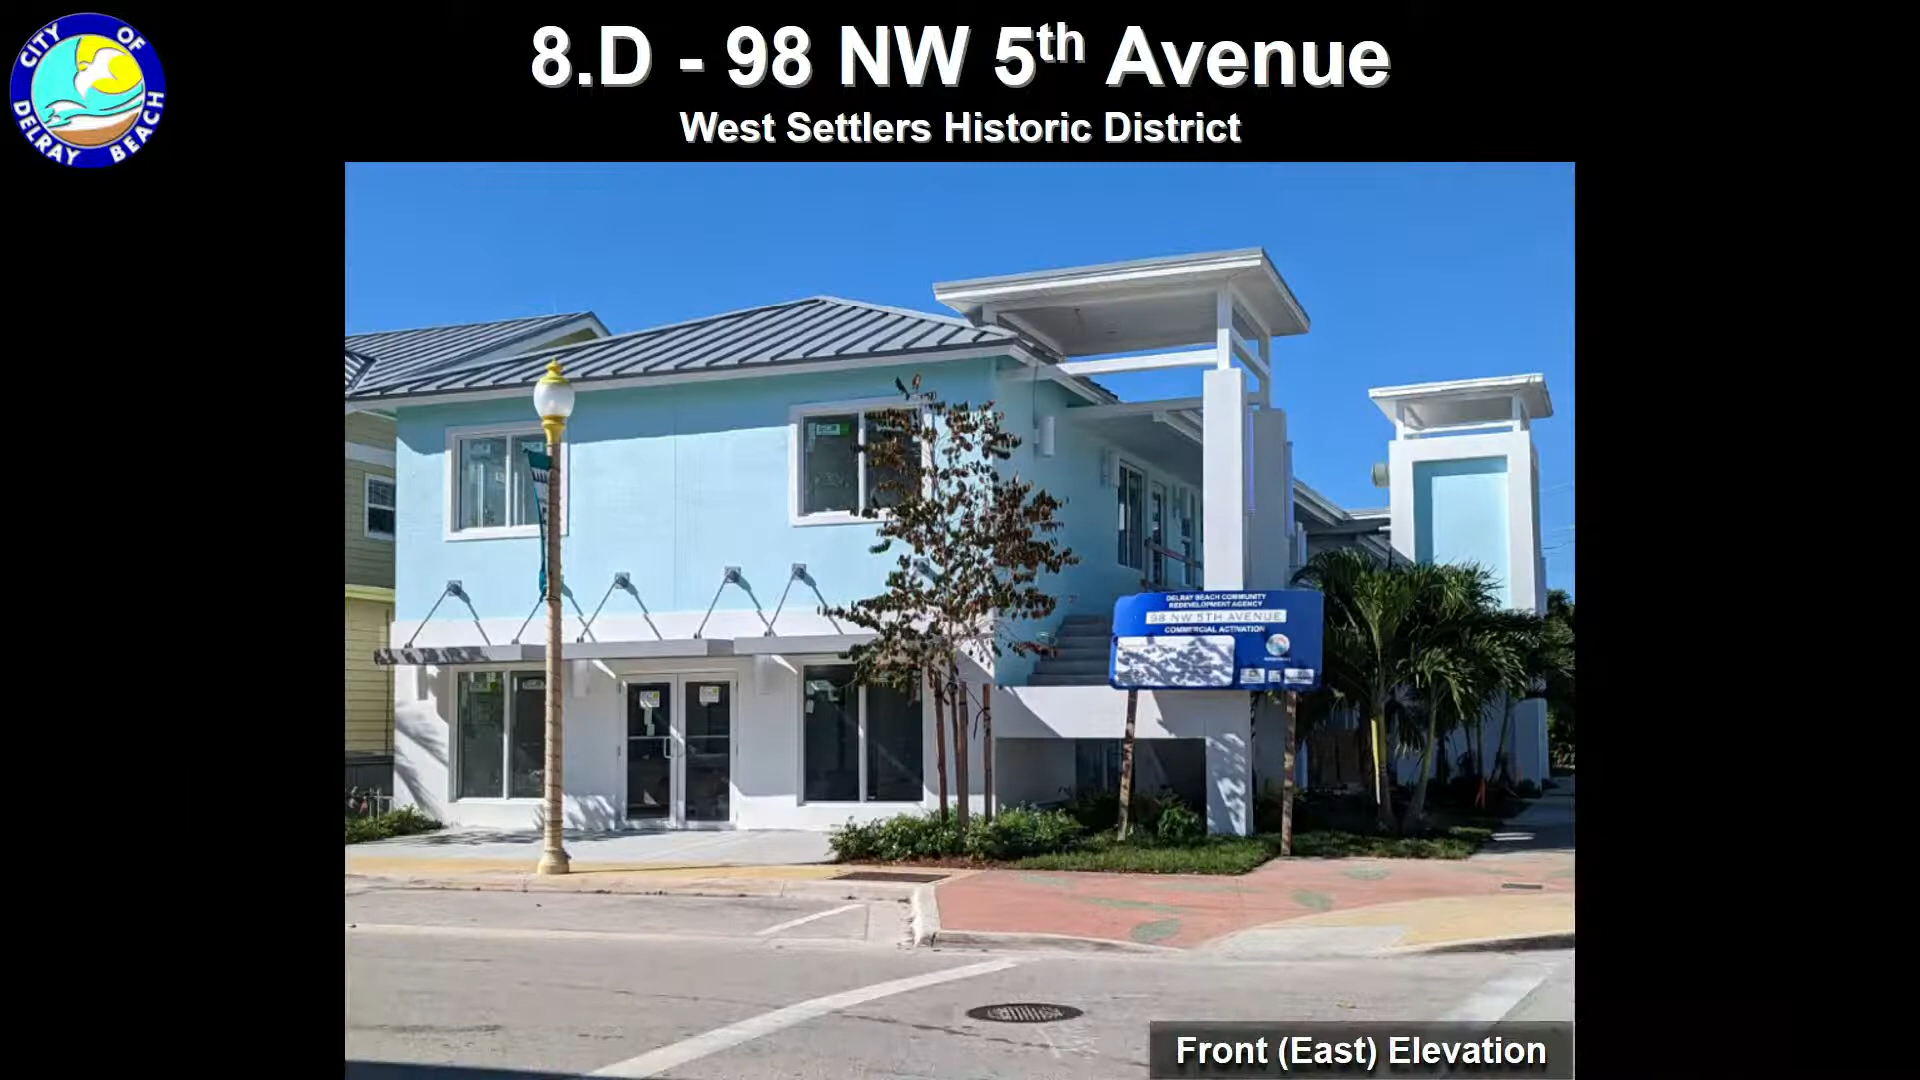 CITY OF
DELRAY BEACH
8.D - 98 NW 5th Avenue
West Settlers Historic District
DELRAY BEACH COMMUNITY
REDEVELOPMENT AGENCY
98 NW 5TH AVENUE
COMMERCIAL ACTIVATION
Front (East) Elevation